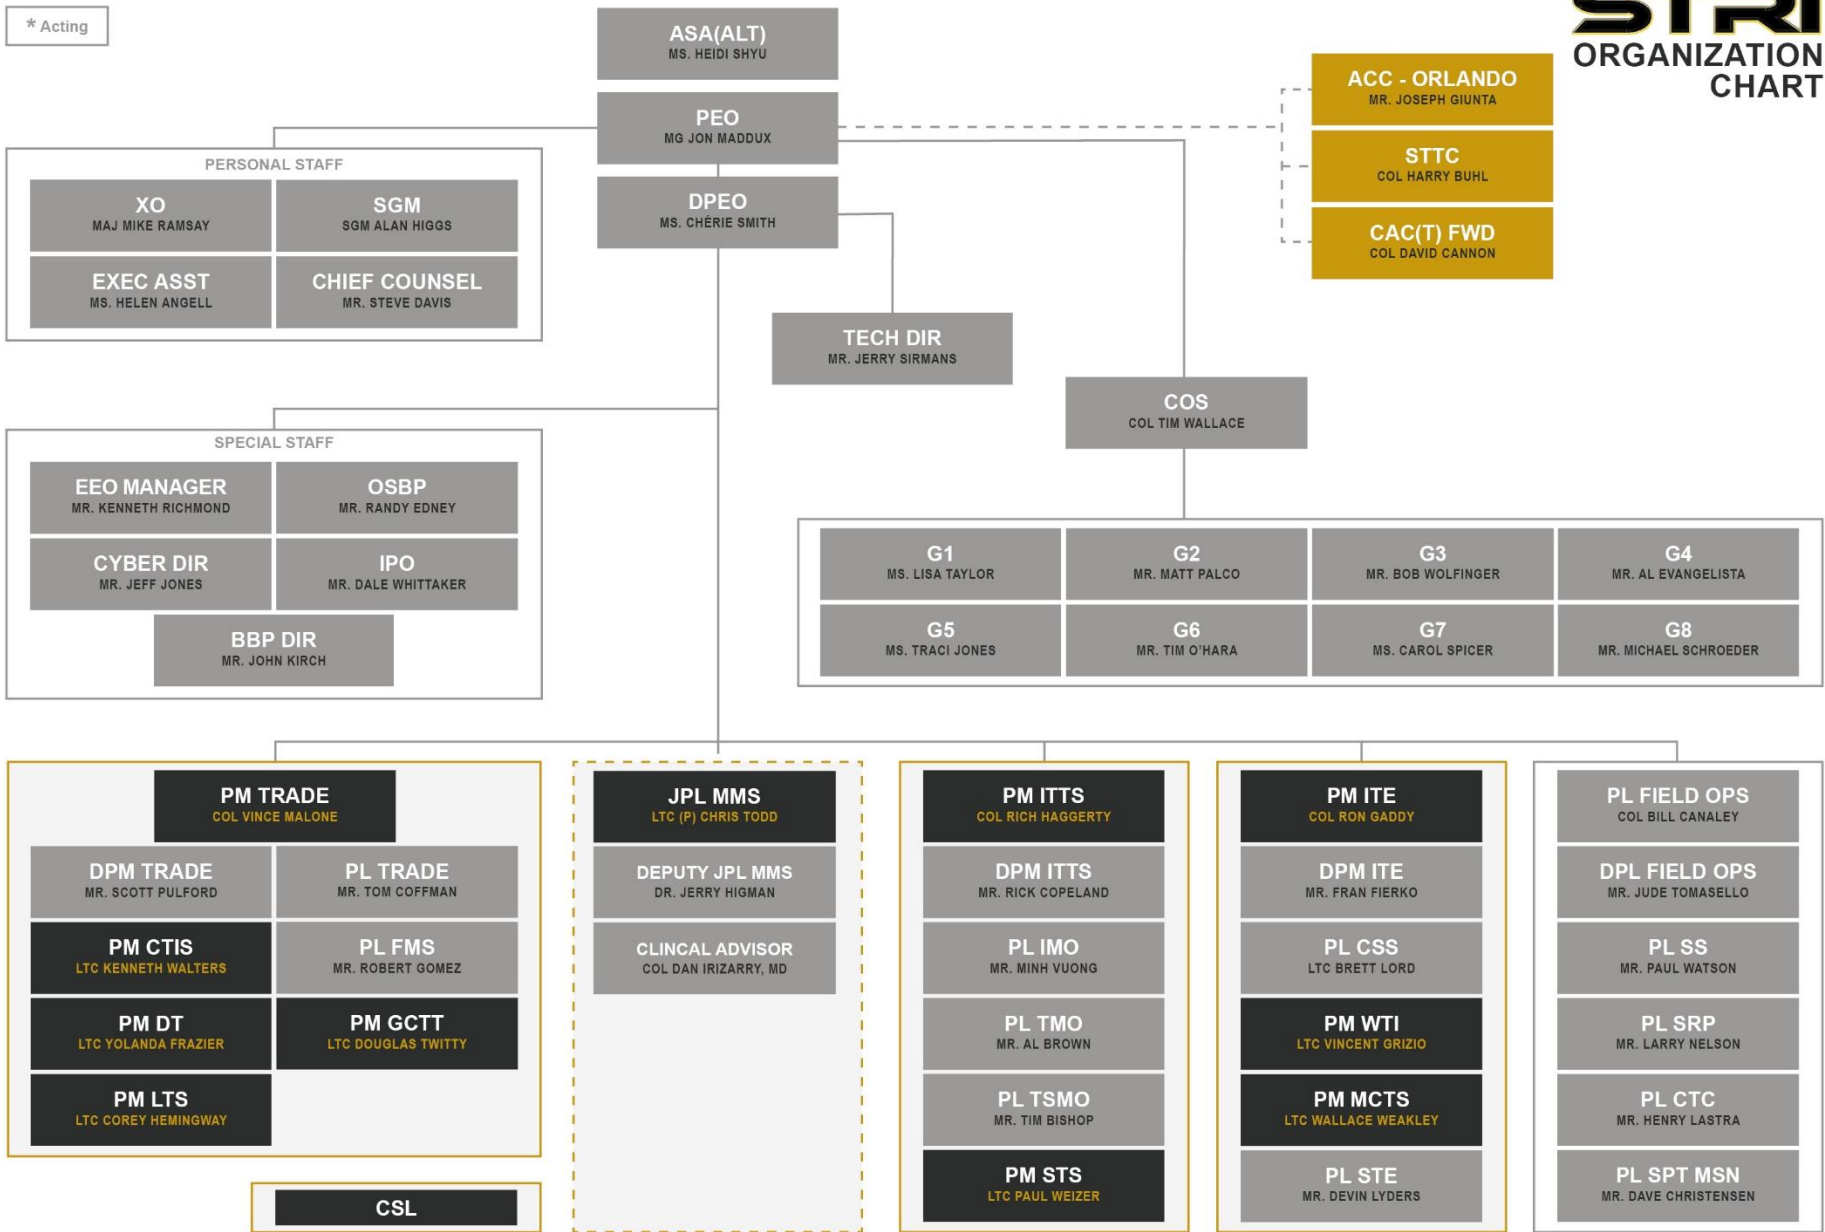 * Acting
STRI
ORGANIZATION
CHART
ASA(ALT)
MS. HEIDI SHYU
PEO
MG JON MADDUX
DPEO
MS. CHÉRIE SMITH
ACC - ORLANDO
MR. JOSEPH GIUNTA
STTC
COL HARRY BUHL
CAC(T) FWD
COL DAVID CANNON
PERSONAL STAFF
XO
MAJ MIKE RAMSAY
SGM
SGM ALAN HIGGS
EXEC ASST
MS. HELEN ANGELL
CHIEF COUNSEL
MR. STEVE DAVIS
TECH DIR
MR. JERRY SIRMANS
COS
COL TIM WALLACE
SPECIAL STAFF
EEO MANAGER
MR. KENNETH RICHMOND
OSBP
MR. RANDY EDNEY
CYBER DIR
MR. JEFF JONES
IPO
MR. DALE WHITTAKER
BBP DIR
MR. JOHN KIRCH
G1
MS. LISA TAYLOR
G2
MR. MATT PALCO
G3
MR. BOB WOLFINGER
G4
MR. AL EVANGELISTA
G5
MS. TRACI JONES
G6
MR. TIM O'HARA
G7
MS. CAROL SPICER
G8
MR. MICHAEL SCHROEDER
PM TRADE
COL VINCE MALONE
DPM TRADE
MR. SCOTT PULFORD
PL TRADE
MR. TOM COFFMAN
PM CTIS
LTC KENNETH WALTERS
PL FMS
MR. ROBERT GOMEZ
PM DT
LTC YOLANDA FRAZIER
PM GCTT
LTC DOUGLAS TWITTY
PM LTS
LTC COREY HEMINGWAY
CSL
JPL MMS
LTC (P) CHRIS TODD
DEPUTY JPL MMS
DR. JERRY HIGMAN
CLINCAL ADVISOR
COL DAN IRIZARRY, MD
PM ITTS
COL RICH HAGGERTY
DPM ITTS
MR. RICK COPELAND
PL IMO
MR. MINH VUONG
PL TMO
MR. AL BROWN
PL TSMO
MR. TIM BISHOP
PM STS
LTC PAUL WEIZER
PM ITE
COL RON GADDY
DPM ITE
MR. FRAN FIERKO
PL CSS
LTC BRETT LORD
PM WTI
LTC VINCENT GRIZIO
PM MCTS
LTC WALLACE WEAKLEY
PL STE
MR. DEVIN LYDERS
PL FIELD OPS
COL BILL CANALEY
DPL FIELD OPS
MR. JUDE TOMASELLO
PL SS
MR. PAUL WATSON
PL SRP
MR. LARRY NELSON
PL CTC
MR. HENRY LASTRA
PL SPT MSN
MR. DAVE CHRISTENSEN